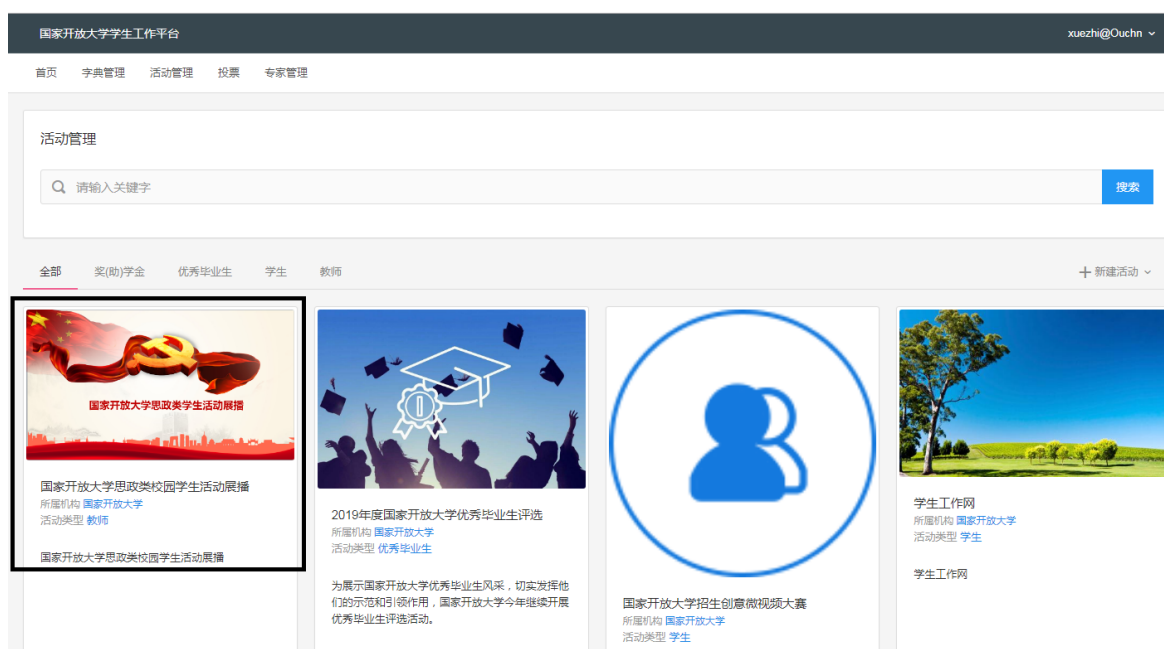 国家开放大学学生工作平台
xuezhi@Ouchn
首页 字典管理 活动管理 投票 专家管理
活动管理
请输入关键字
搜索
全部 奖(助)学金 优秀毕业生 学生 教师
新建活动
国家开放大学思政类学生活动展播
国家开放大学思政类校园学生活动展播
所属机构 国家开放大学
活动类型 教师
国家开放大学思政类校园学生活动展播
2019年度国家开放大学优秀毕业生评选
所属机构 国家开放大学
活动类型 优秀毕业生
为展示国家开放大学优秀毕业生风采，切实发挥他
们的示范和引领作用，国家开放大学今年继续开展
优秀毕业生评选活动。
国家开放大学招生创意微视频大赛
所属机构 国家开放大学
活动类型 学生
学生工作网
所属机构 国家开放大学
活动类型 学生
学生工作网